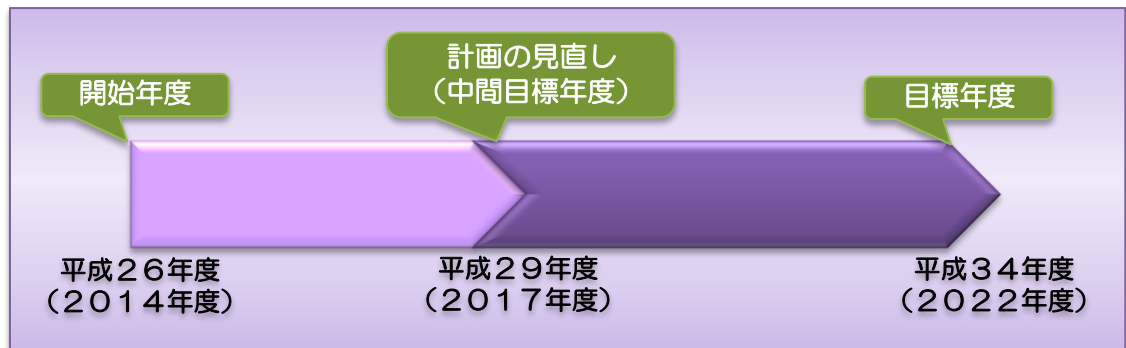 開始年度
計画の見直し
（中間目標年度）
目標年度
平成２６年度
（２０１４年度）
平成２９年度
（２０１７年度）
平成３４年度
（２０２２年度）